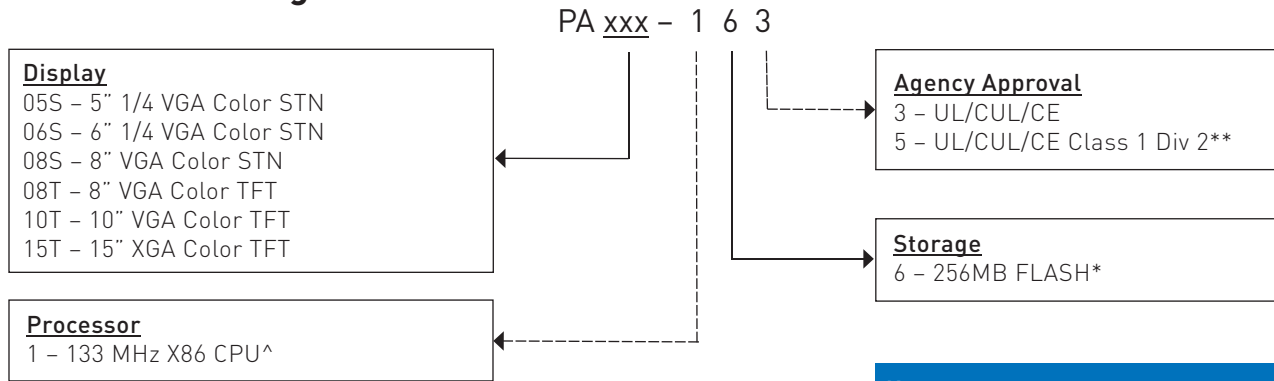 PA xxx – 1 6 3
Display
05S – 5” 1/4 VGA Color STN
06S – 6” 1/4 VGA Color STN
08S – 8” VGA Color STN
08T – 8” VGA Color TFT
10T – 10” VGA Color TFT
15T – 15” XGA Color TFT
Processor
1 – 133 MHz X86 CPU^
Agency Approval
3 – UL/CUL/CE
5 – UL/CUL/CE Class 1 Div 2**
Storage
6 – 256MB FLASH*